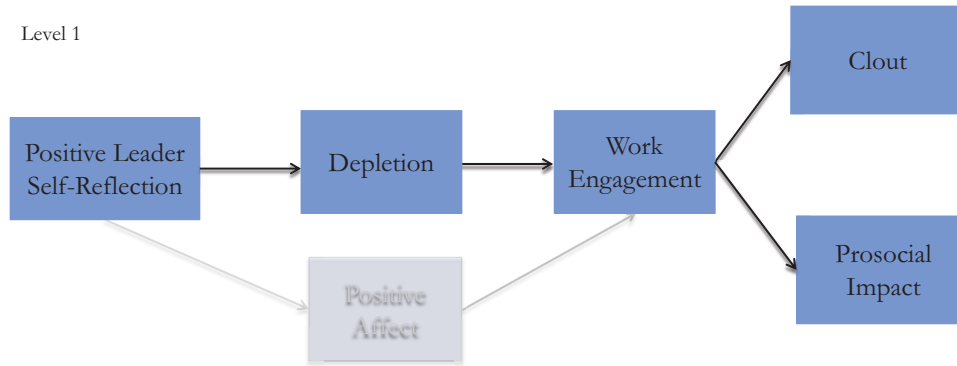 Level 1
Clout
Positive Leader
Self-Reflection
Depletion
Work
Engagement
Positive
Affect
Prosocial
Impact